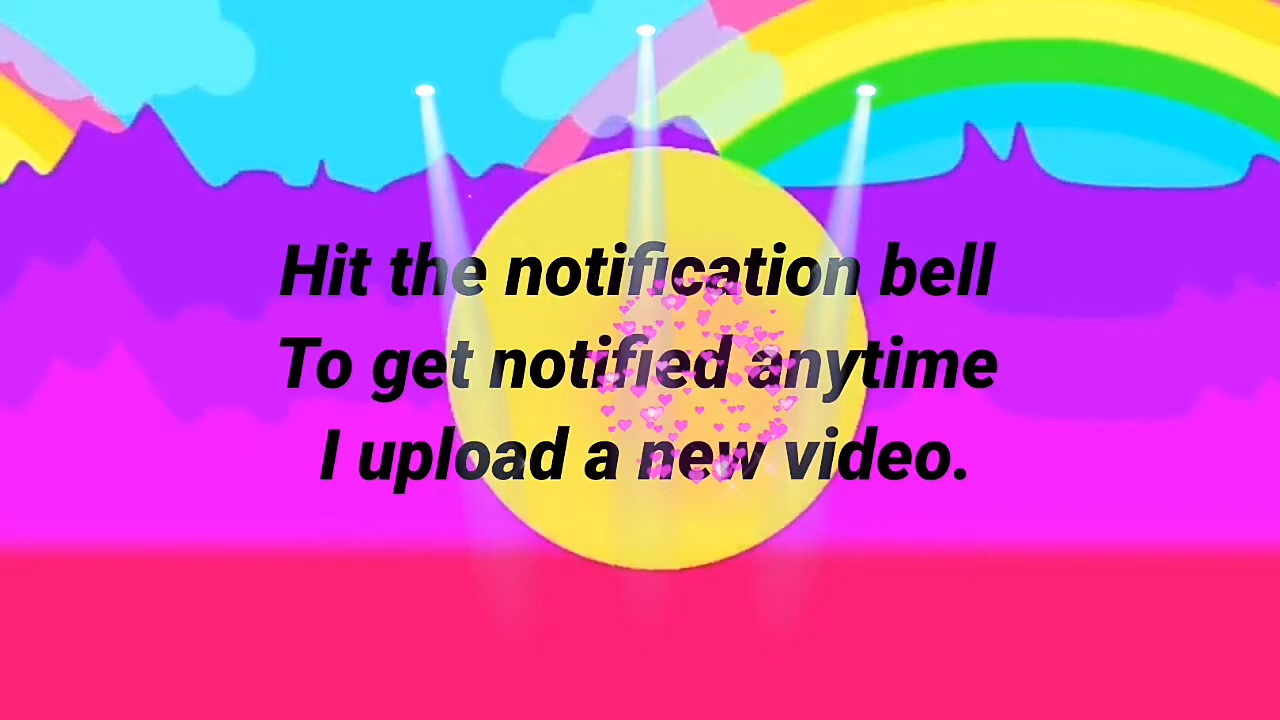 Hit the notification bell
To get notified anytime
I upload a new video.